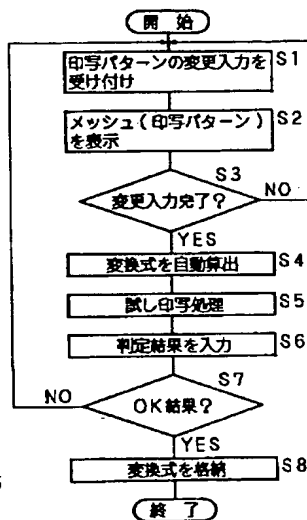 開始
印写パターンの変更入力を
受け付け
S1
メッシュ(印写パターン)
を表示
S2
S3
変更入力完了?
NO
YES
変換式を自動算出
S4
試し印写処理
S5
判定結果を入力
S6
S7
NO
OK結果?
YES
変換式を格納
S8
終了